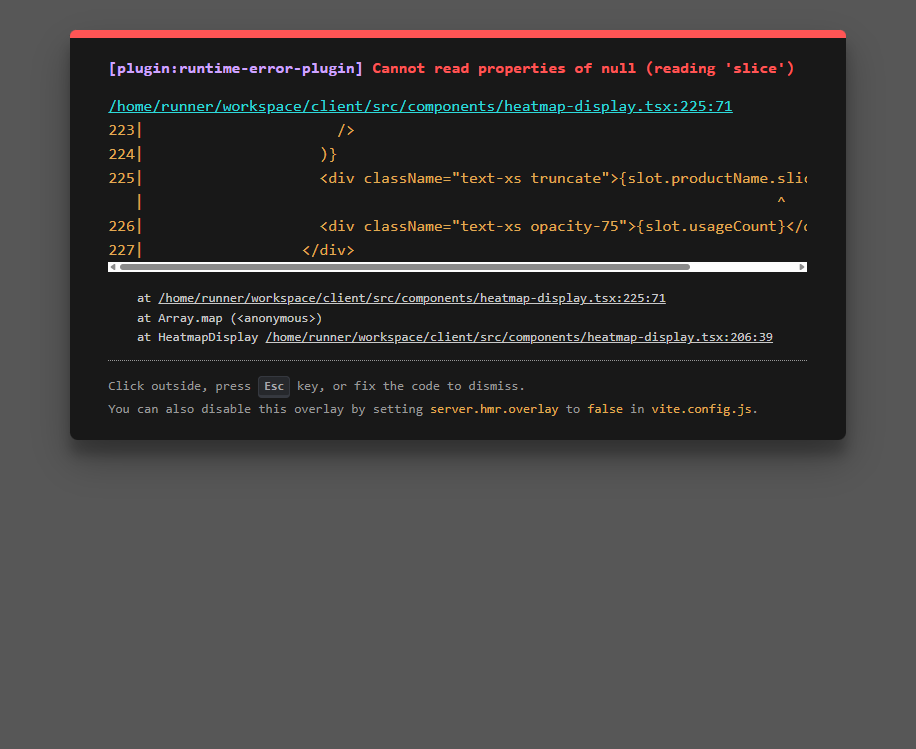 [plugin:runtime-error-plugin] Cannot read properties of null (reading 'slice')
/home/runner/workspace/client/src/components/heatmap-display.tsx:225:71
223| />
224| )}
225| <div className="text-xs truncate">{slot.productName.slic
| ^
226| <div className="text-xs opacity-75">{slot.usageCount}</
227| </div>
at /home/runner/workspace/client/src/components/heatmap-display.tsx:225:71
at Array.map (<anonymous>)
at HeatmapDisplay /home/runner/workspace/client/src/components/heatmap-display.tsx:206:39
Click outside, press Esc key, or fix the code to dismiss.
You can also disable this overlay by setting server.hmr.overlay to false in vite.config.js.